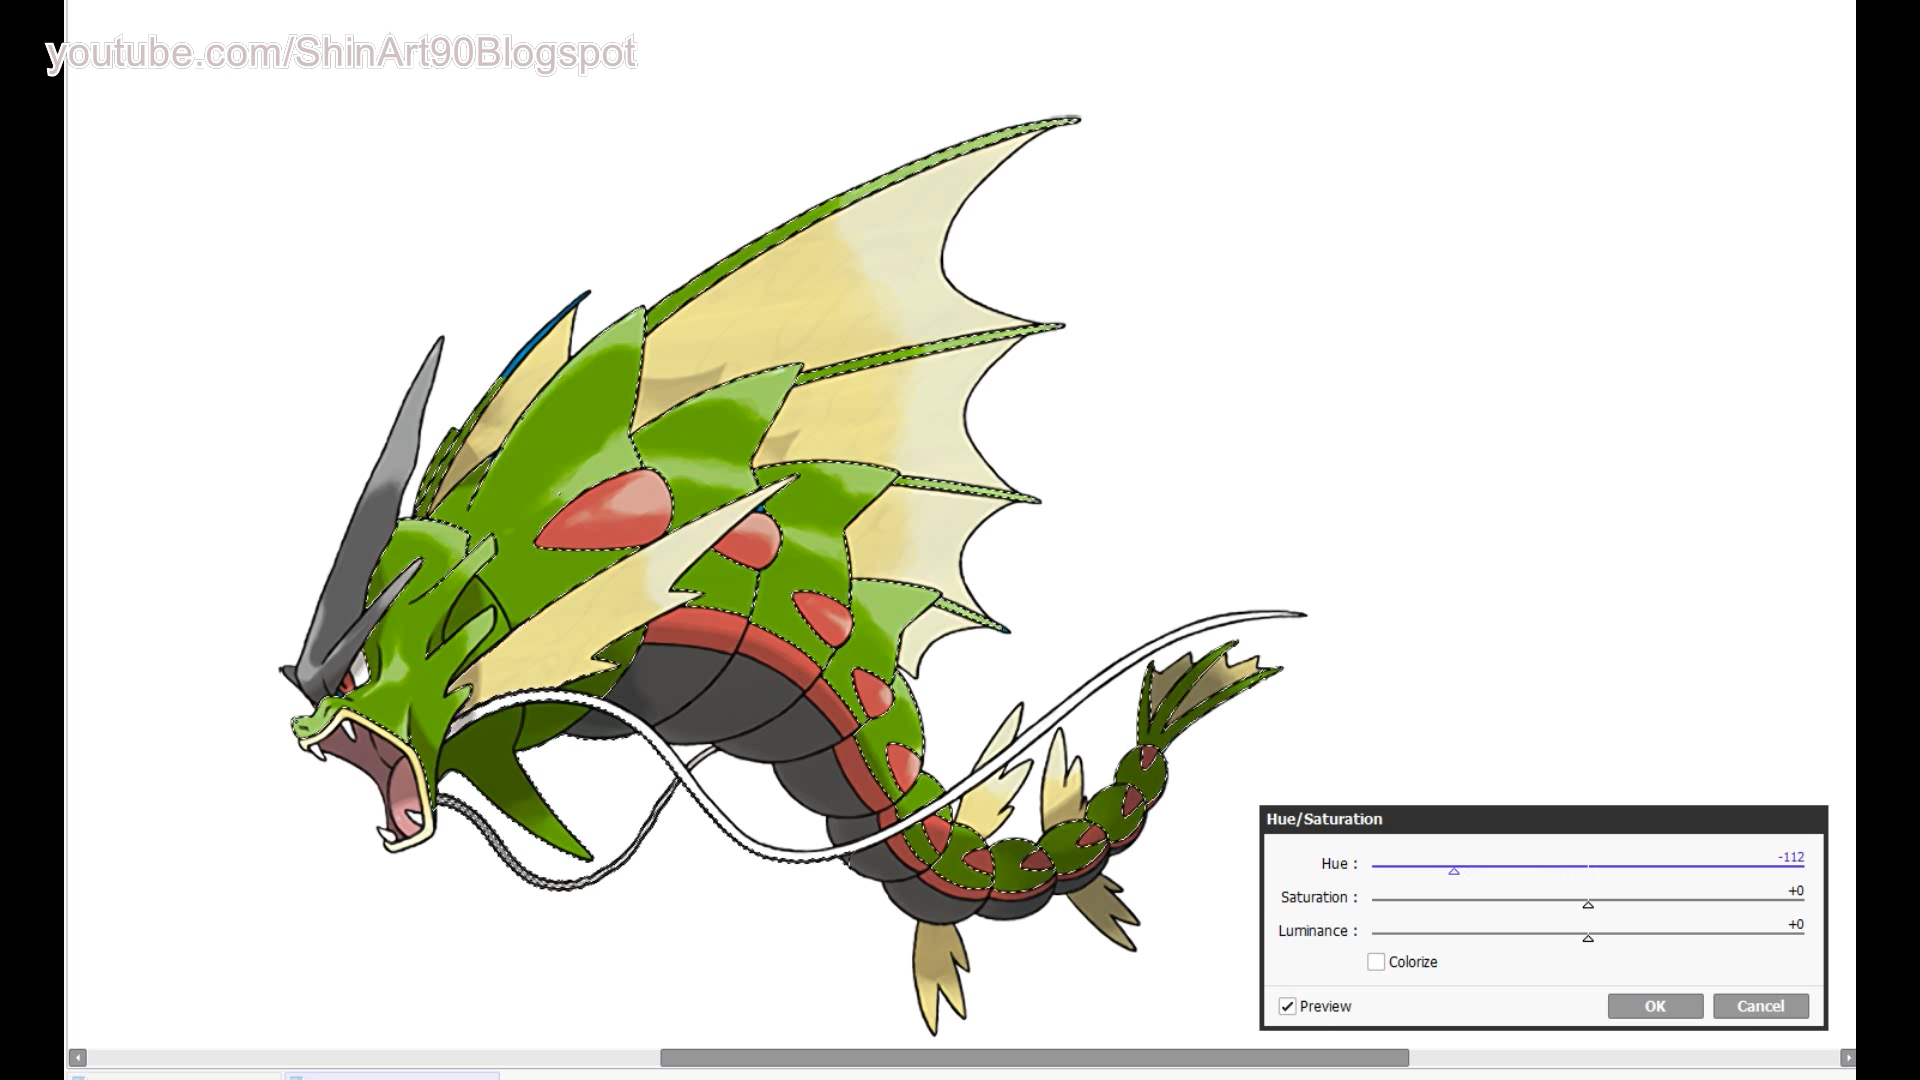 youtube.com/ShinArt90Blogspot
Hue/Saturation
Hue : -112
Saturation : +0
Luminance : +0
Colorize
Preview OK Cancel